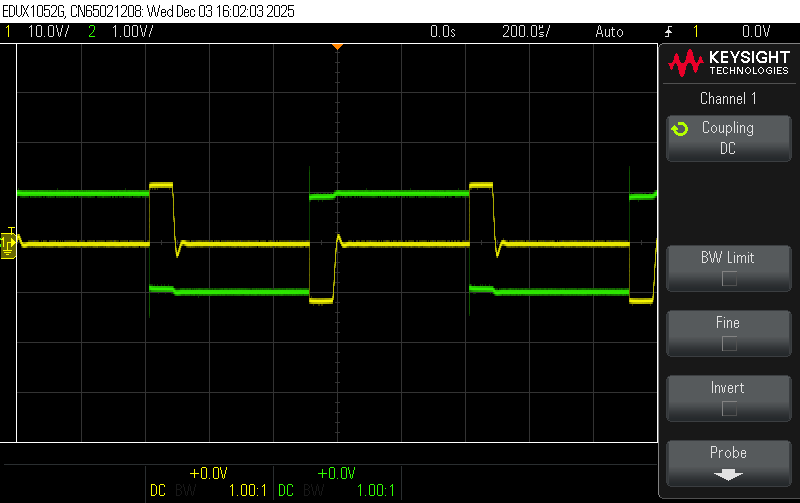 EDUX1052G, CN65021208: Wed Dec 03 16:02:03 2025
1 10.0V/ 2 1.00V/ 0.0s 200.0µs/ Auto 1 0.0V
KEYSIGHT
TECHNOLOGIES
Channel 1
Coupling
DC
BW Limit
Fine
Invert
Probe
+0.0V +0.0V
DC BW 1.00:1 DC BW 1.00:1